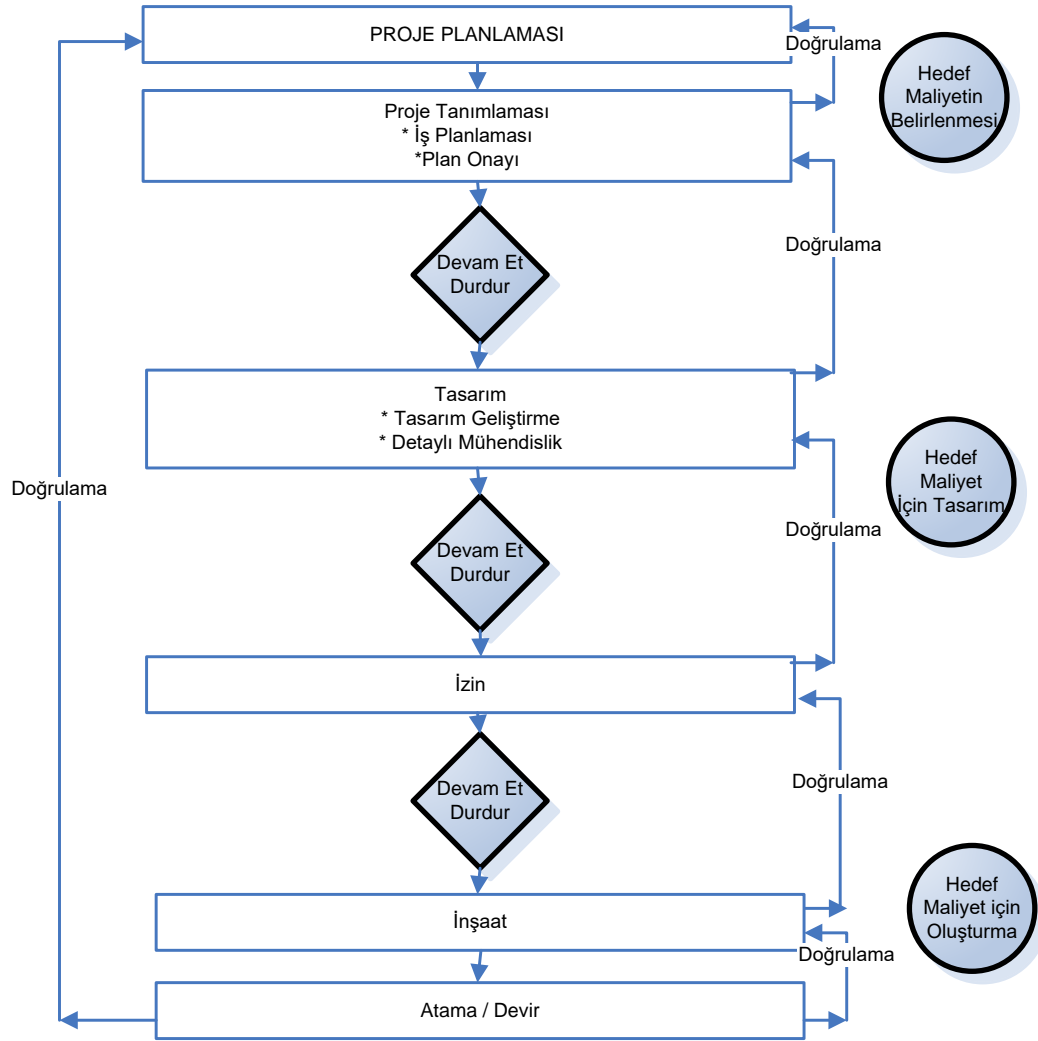 PROJE PLANLAMASI
Doğrulama
Hedef
Maliyetin
Belirlenmesi
Proje Tanımlaması
* İş Planlaması
*Plan Onayı
Doğrulama
Devam Et
Durdur
Tasarım
* Tasarım Geliştirme
* Detaylı Mühendislik
Hedef
Maliyet
İçin Tasarım
Doğrulama
Doğrulama
Devam Et
Durdur
İzin
Devam Et
Durdur
Doğrulama
Hedef
Maliyet için
Oluşturma
İnşaat
Doğrulama
Atama / Devir